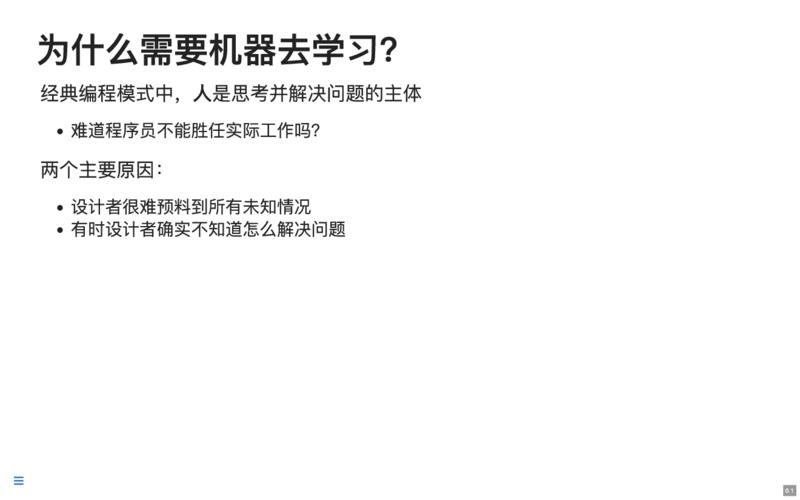 为什么需要机器去学习?
经典编程模式中，人是思考并解决问题的主体
• 难道程序员不能胜任实际工作吗?
两个主要原因：
• 设计者很难预料到所有未知情况
• 有时设计者确实不知道怎么解决问题
6.1